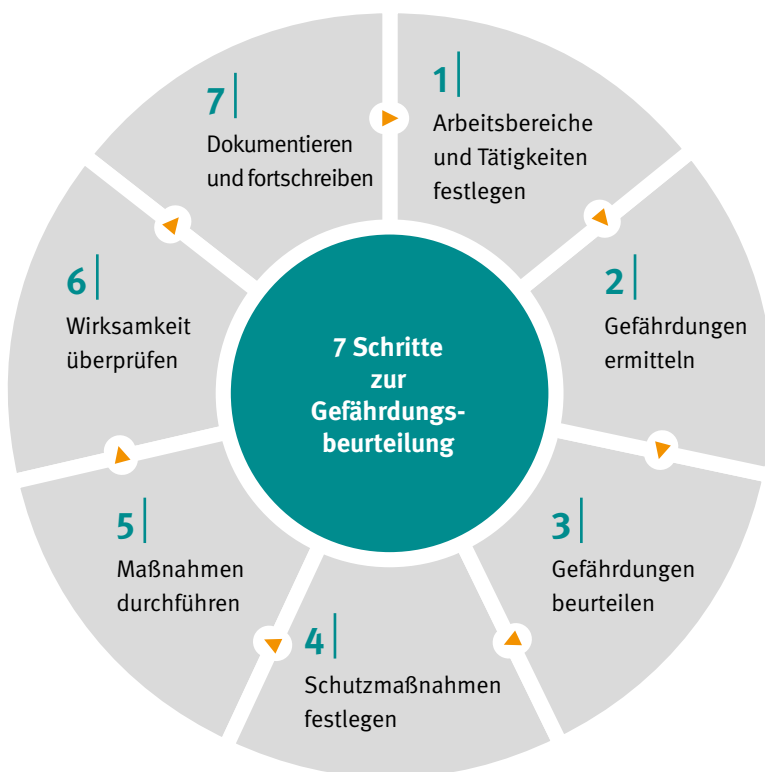 7 Schritte
zur
Gefährdungs-
beurteilung
1
Arbeitsbereiche
und Tätigkeiten
festlegen
2
Gefährdungen
ermitteln
3
Gefährdungen
beurteilen
4
Schutzmaßnahmen
festlegen
5
Maßnahmen
durchführen
6
Wirksamkeit
überprüfen
7
Dokumentieren
und fortschreiben